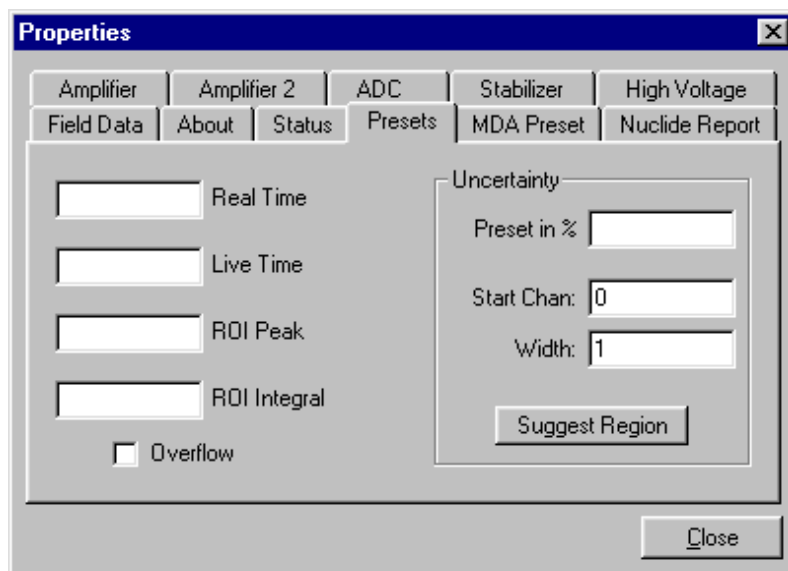 Properties
Amplifier Amplifier 2 ADC Stabilizer High Voltage
Field Data About Status Presets MDA Preset Nuclide Report
Real Time
Live Time
ROI Peak
ROI Integral
Overflow
Uncertainty
Preset in %
Start Chan: 0
Width: 1
Suggest Region
Close